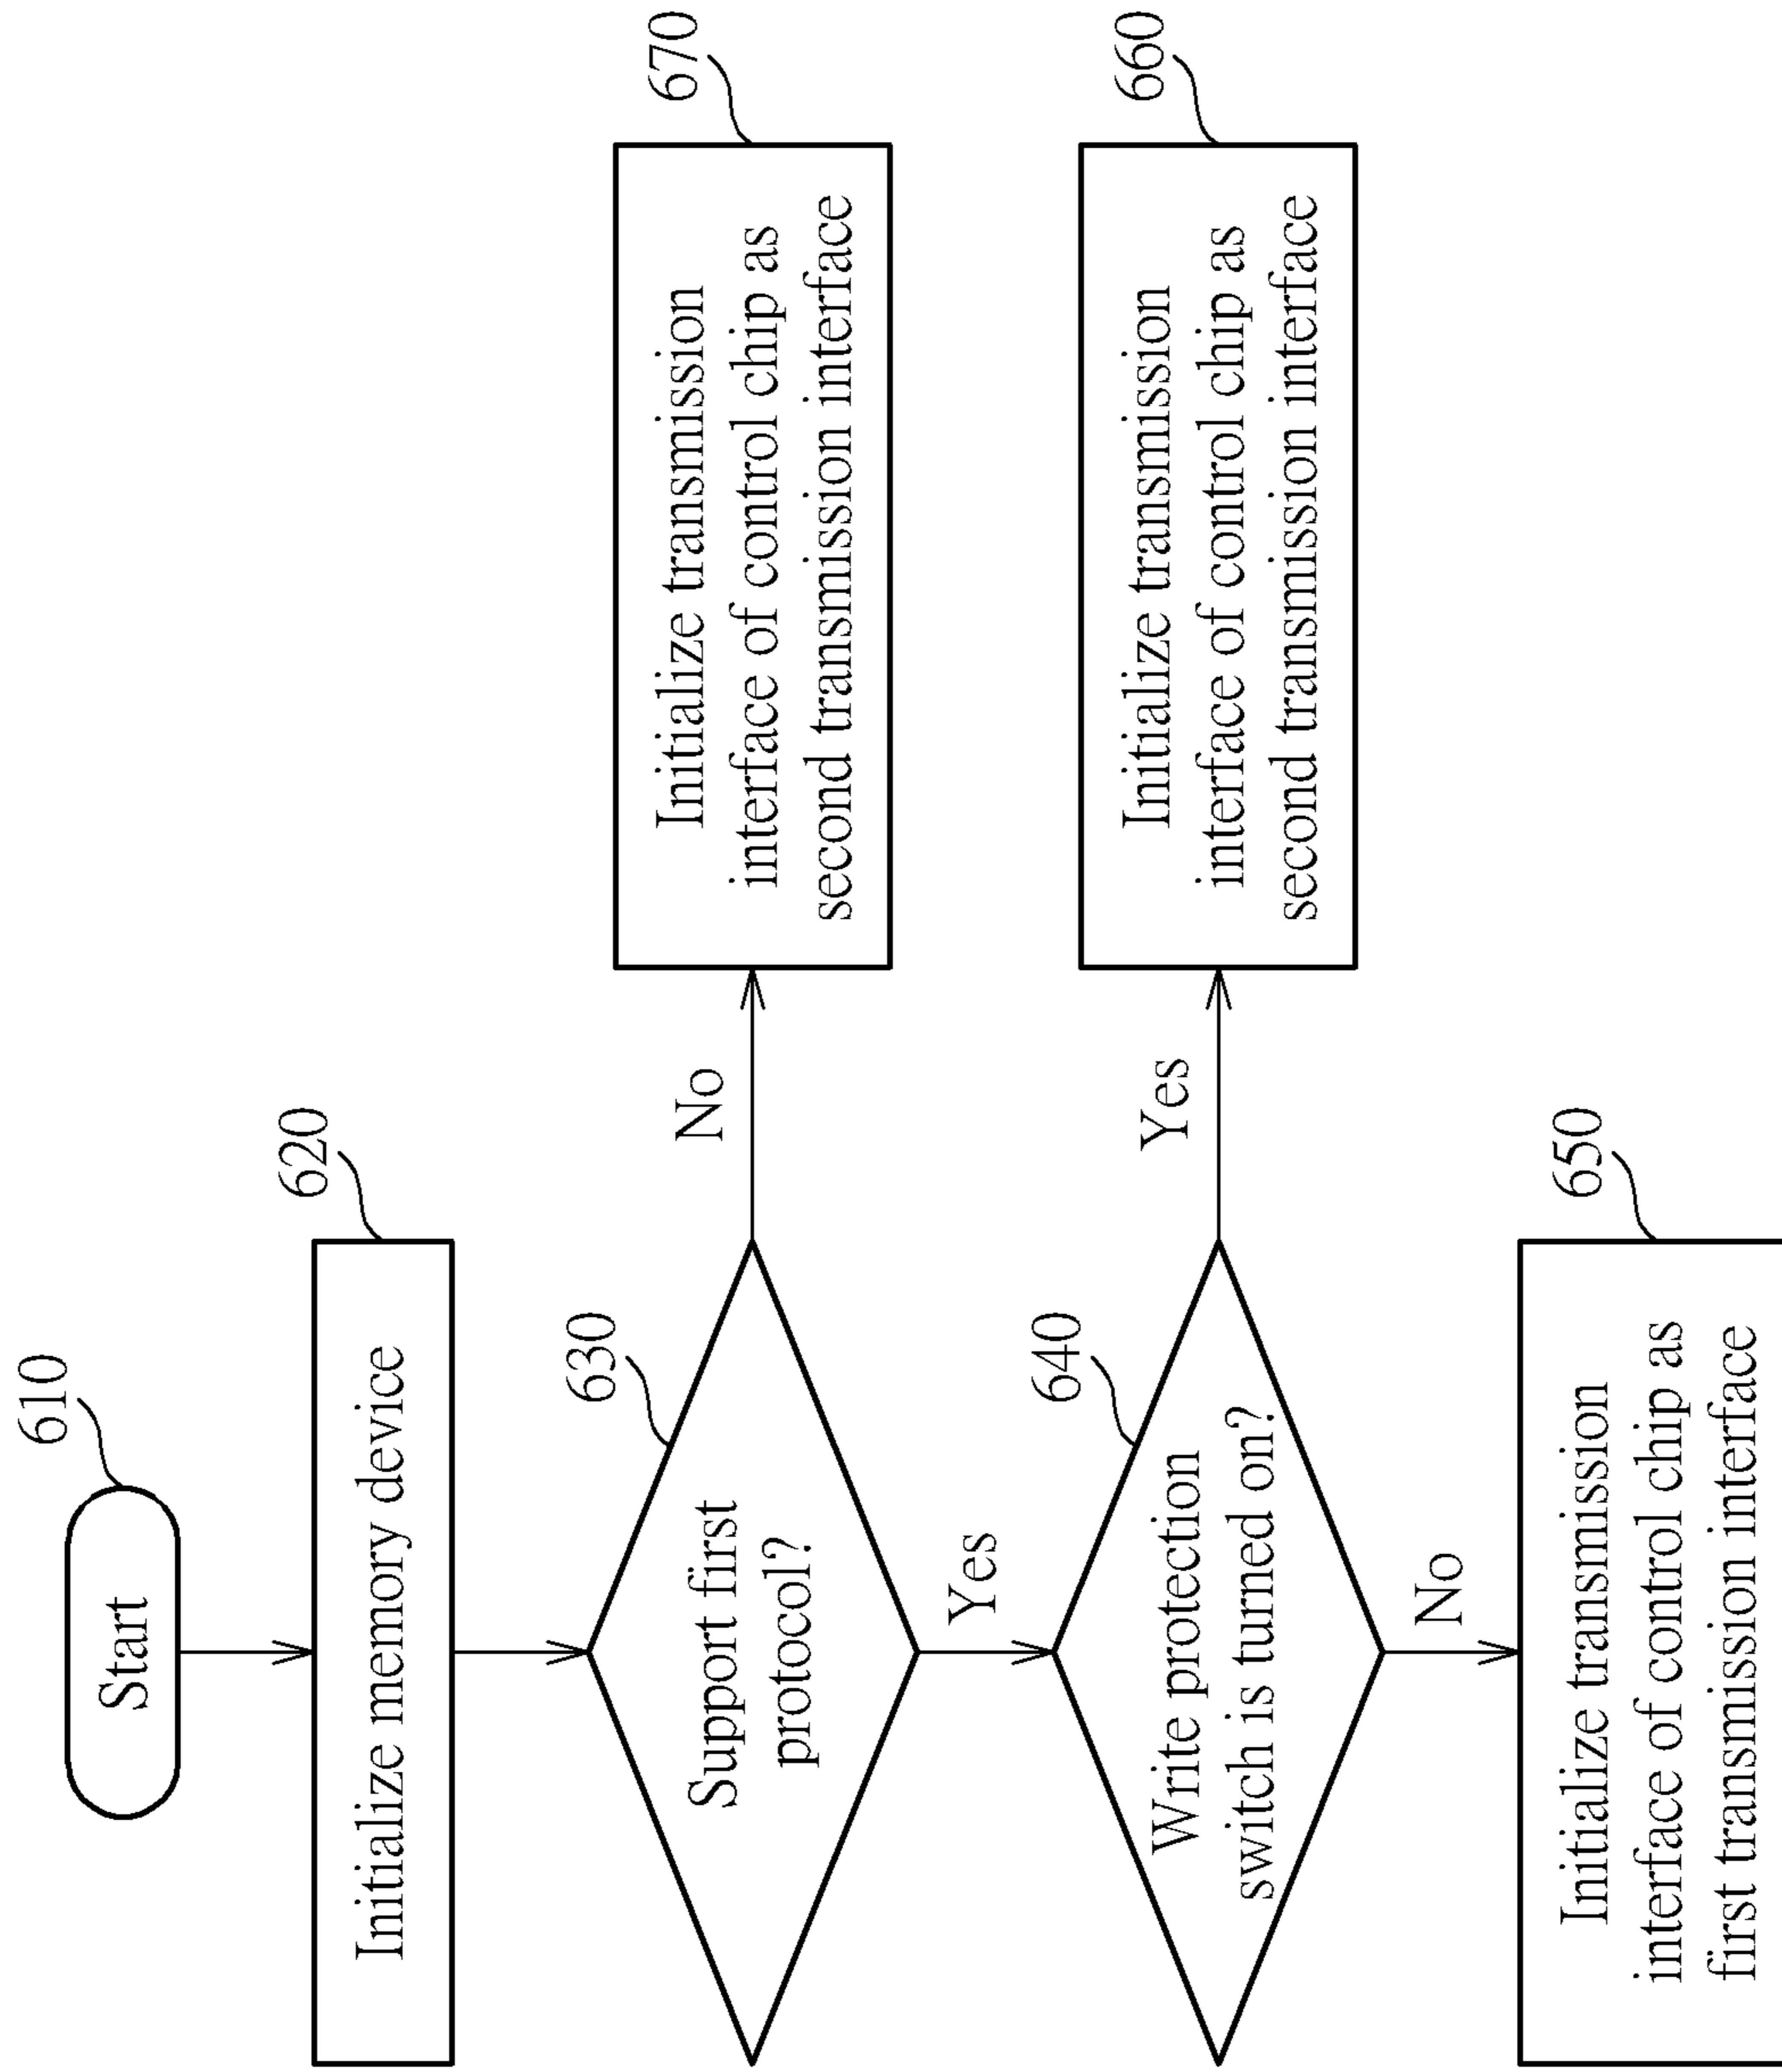 610
Start
620
Initialize memory device
630
Support first
protocol?
No
670
Initialize transmission
interface of control chip as
second transmission interface
Yes
640
Write protection
switch is turned on?
Yes
660
Initialize transmission
interface of control chip as
second transmission interface
No
650
Initialize transmission
interface of control chip as
first transmission interface